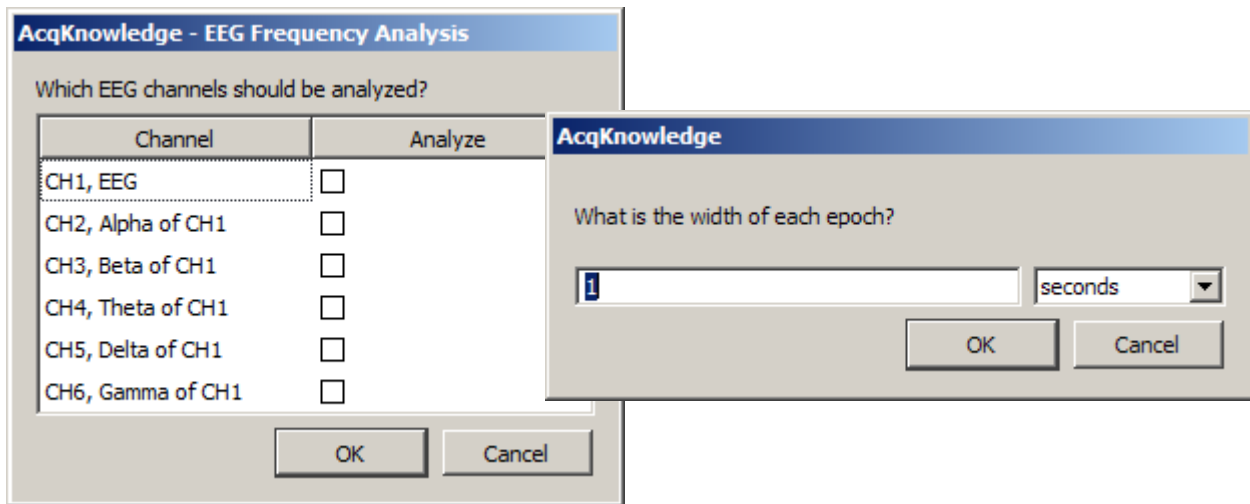 AcqKnowledge - EEG Frequency Analysis
Which EEG channels should be analyzed?
Channel Analyze
CH1, EEG
CH2, Alpha of CH1
CH3, Beta of CH1
CH4, Theta of CH1
CH5, Delta of CH1
CH6, Gamma of CH1
OK Cancel
AcqKnowledge
What is the width of each epoch?
1 seconds
OK Cancel